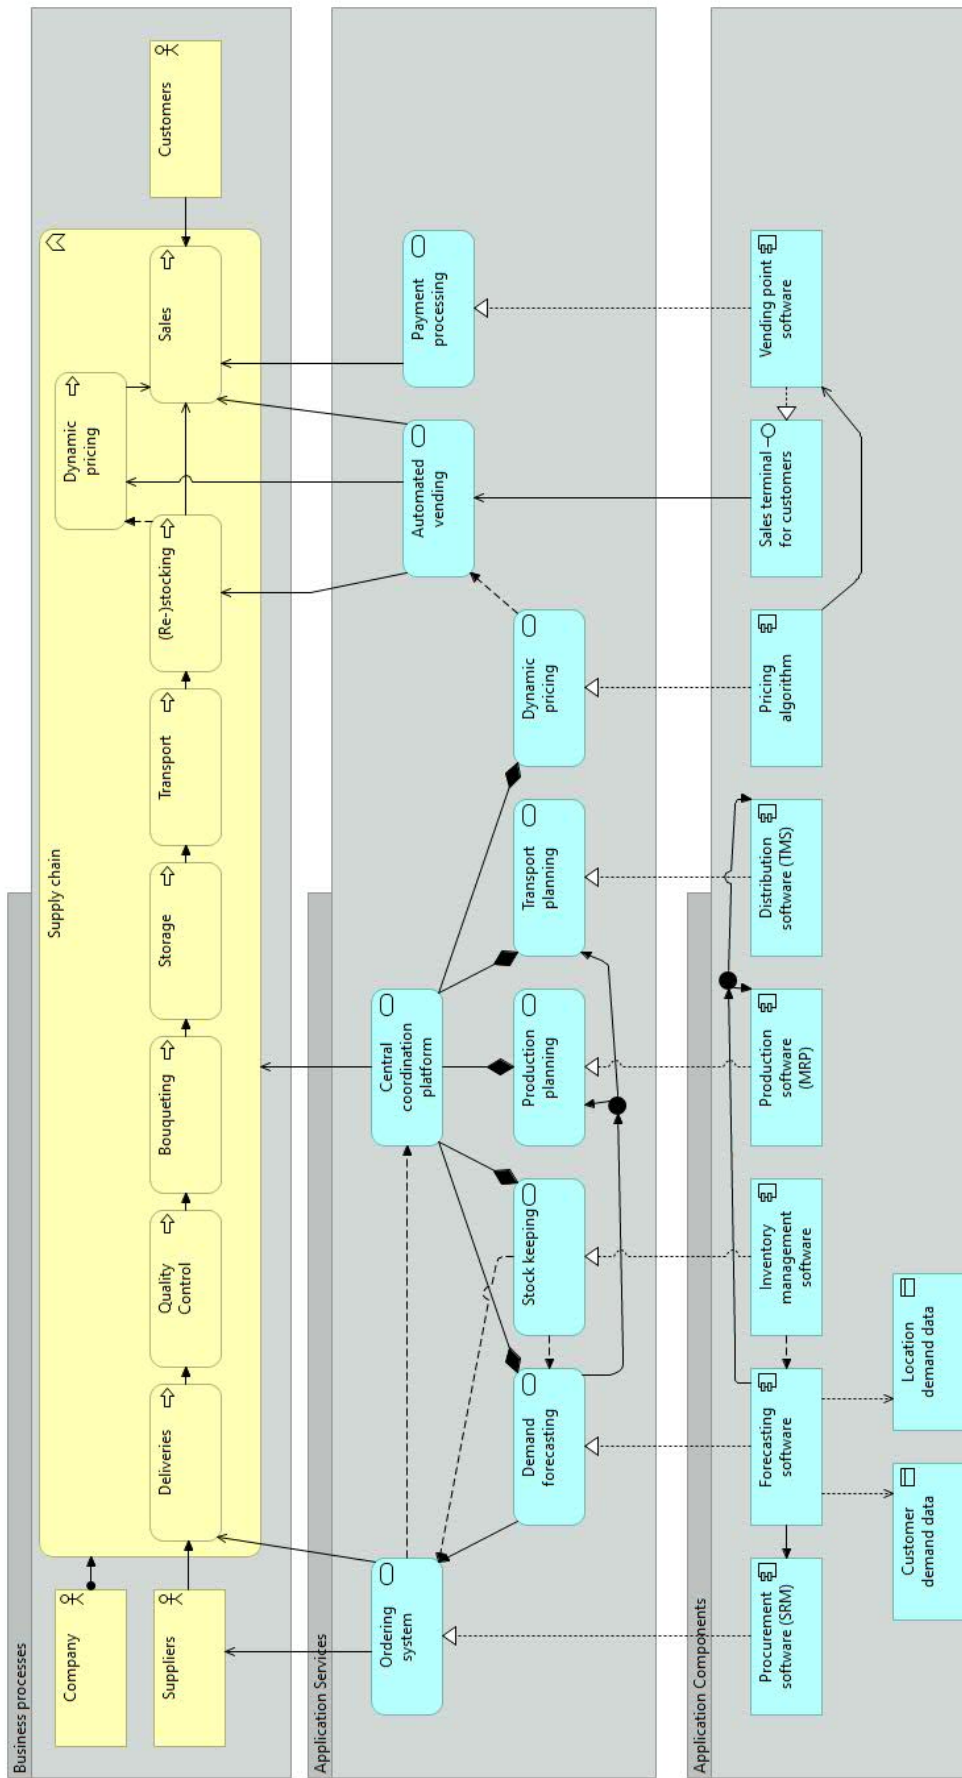 Business processes
Company
Suppliers
Supply chain
Deliveries
Quality
Control
Bouqueting
Storage
Transport
(Re-)stocking
Dynamic
pricing
Sales
Customers
Application Services
Ordering
system
Central
coordination
platform
Automated
vending
Payment
processing
Demand
forecasting
Stock keeping
Production
planning
Transport
planning
Dynamic
pricing
Application Components
Procurement
software (SRM)
Forecasting
software
Inventory
management
software
Production
software
(MRP)
Distribution
software (TMS)
Pricing
algorithm
Sales terminal
for customers
Vending point
software
Customer
demand data
Location
demand data